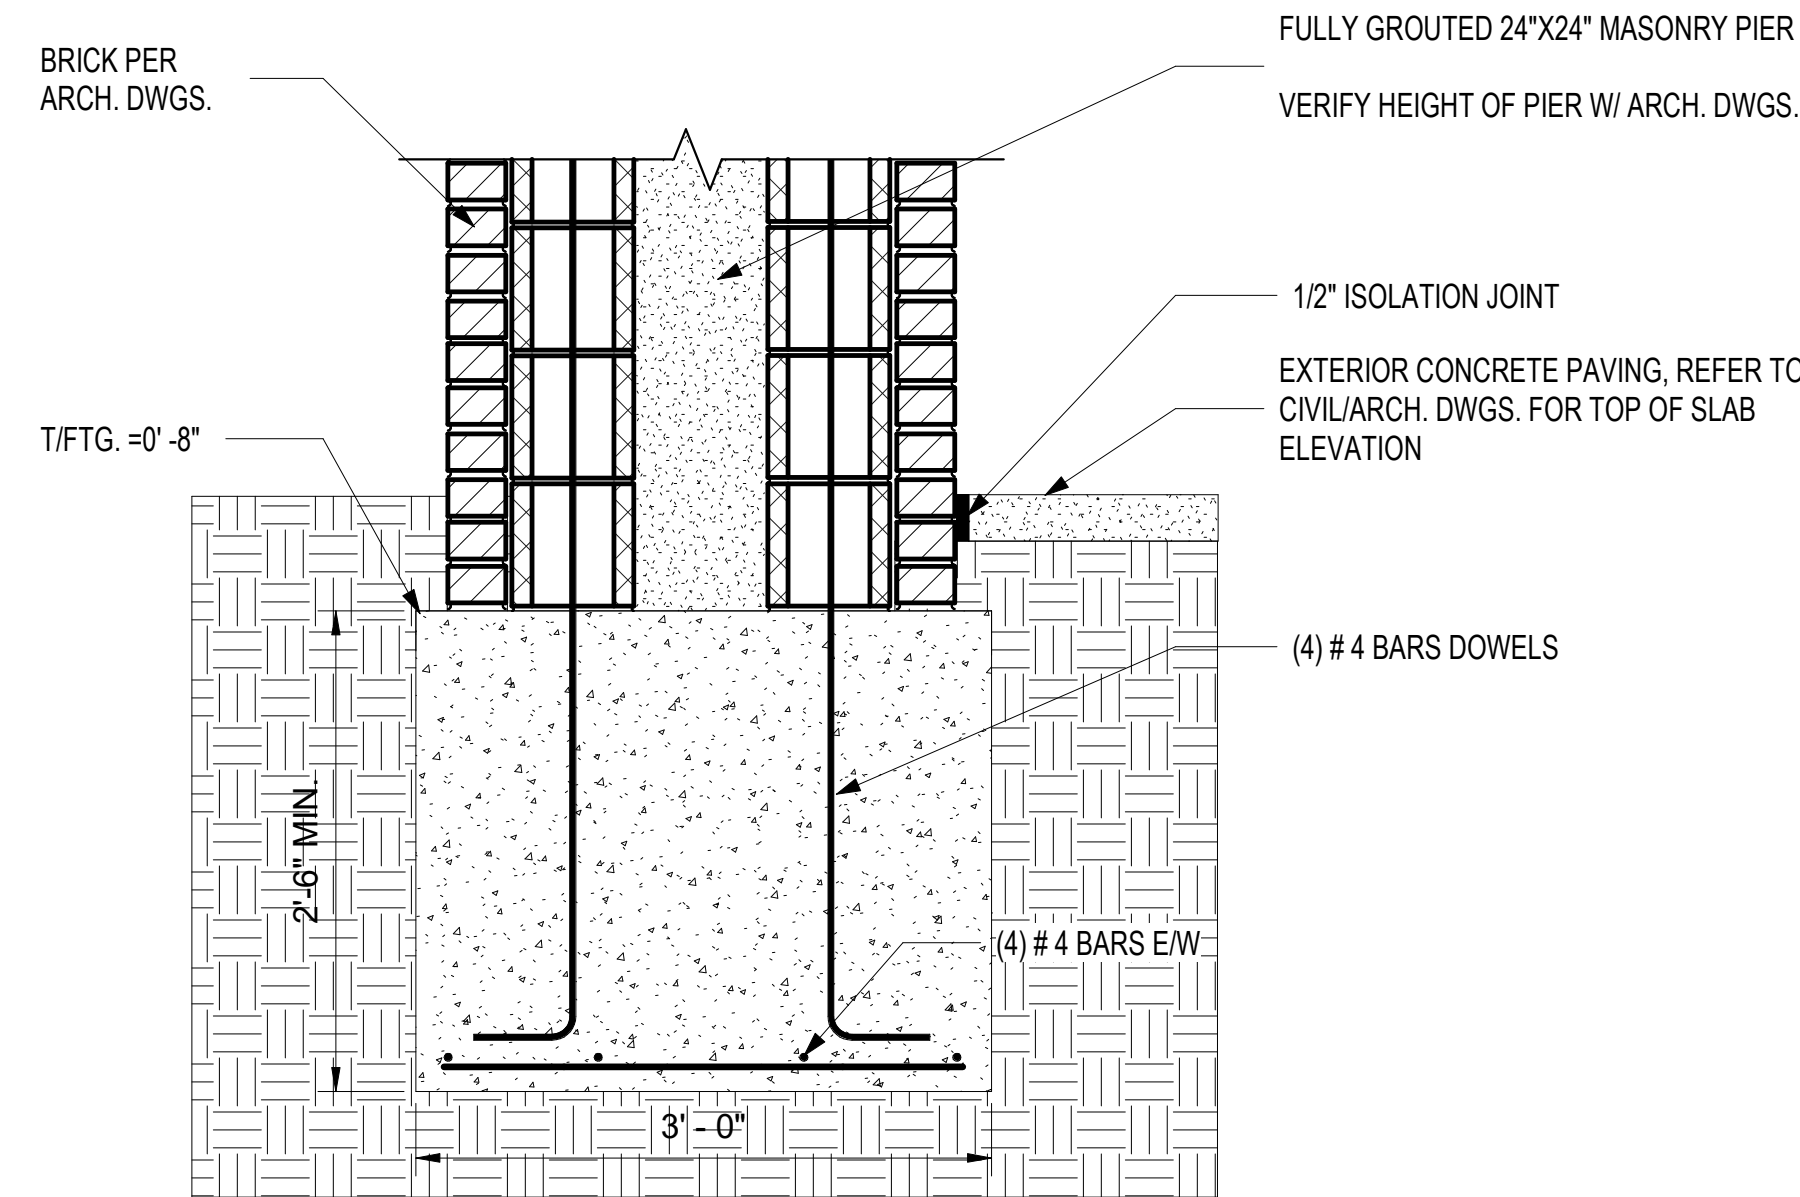 BRICK PER
ARCH. DWGS.
FULLY GROUTED 24"X24" MASONRY PIER
VERIFY HEIGHT OF PIER W/ ARCH. DWGS.
1/2" ISOLATION JOINT
EXTERIOR CONCRETE PAVING, REFER TO
CIVIL/ARCH. DWGS. FOR TOP OF SLAB
ELEVATION
T/FTG. =0' -8"
(4) # 4 BARS DOWELS
2'-6" MIN.
(4) # 4 BARS E/W
3' - 0"